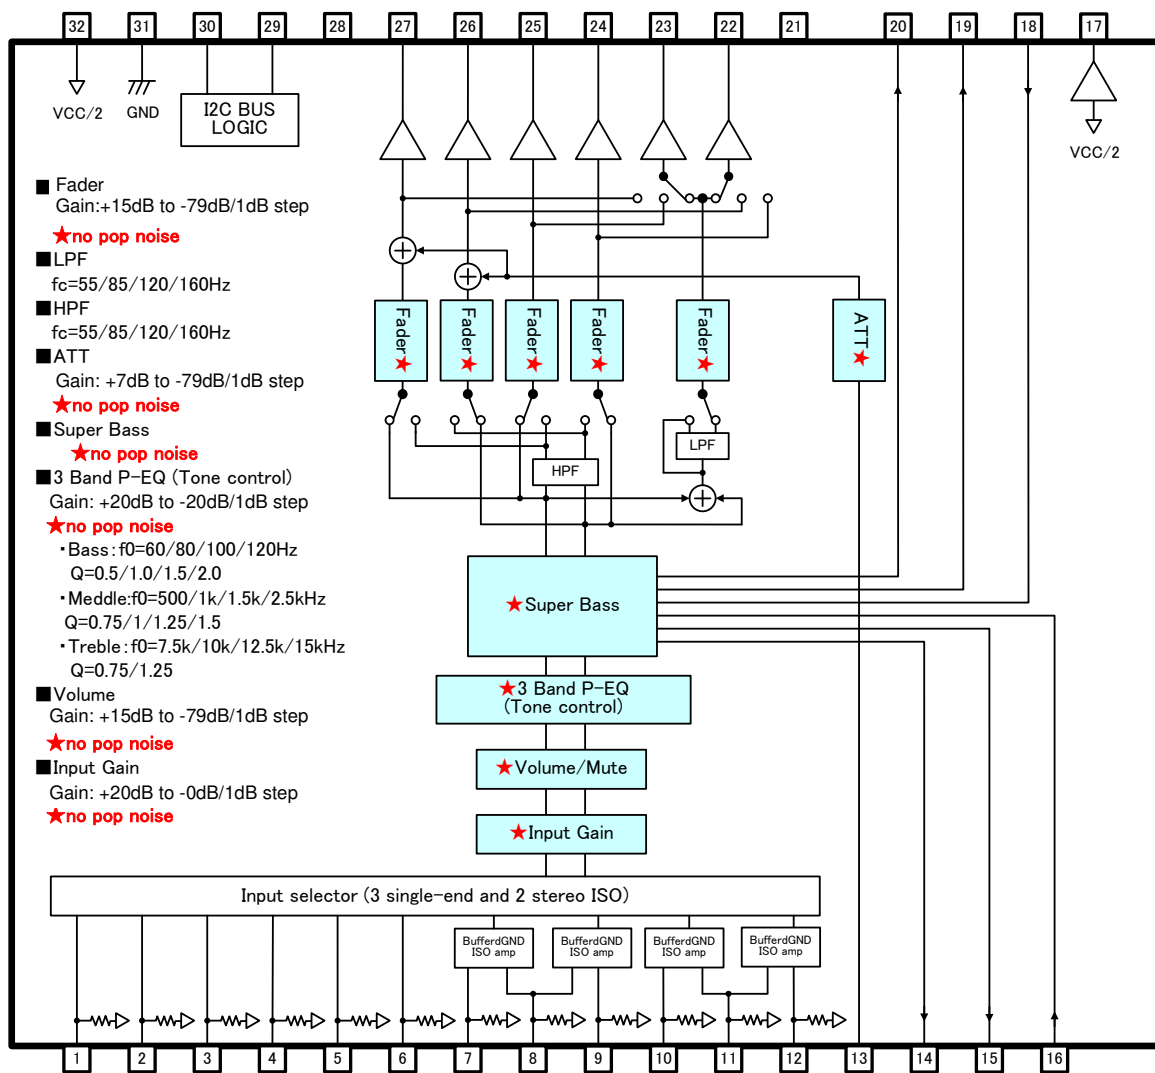 32 31 30 29 28 27 26 25 24 23 22 21 20 19 18 17
VCC/2
GND
I2C BUS
LOGIC
VCC/2
■ Fader
Gain:+15dB to -79dB/1dB step
★no pop noise
■LPF
fc=55/85/120/160Hz
■HPF
fc=55/85/120/160Hz
■ATT
Gain: +7dB to -79dB/1dB step
★no pop noise
■Super Bass
★no pop noise
■3 Band P-EQ (Tone control)
Gain: +20dB to -20dB/1dB step
★no pop noise
・Bass:f0=60/80/100/120Hz
Q=0.5/1.0/1.5/2.0
・Meddle:f0=500/1k/1.5k/2.5kHz
Q=0.75/1/1.25/1.5
・Treble:f0=7.5k/10k/12.5k/15kHz
Q=0.75/1.25
■Volume
Gain: +15dB to -79dB/1dB step
★no pop noise
■Input Gain
Gain: +20dB to -0dB/1dB step
★no pop noise
Fader★
Fader★
Fader★
Fader★
Fader★
ATT★
HPF
LPF
★Super Bass
★3 Band P-EQ
(Tone control)
★Volume/Mute
★Input Gain
Input selector (3 single-end and 2 stereo ISO)
BufferdGND
ISO amp
BufferdGND
ISO amp
BufferdGND
ISO amp
BufferdGND
ISO amp
1 2 3 4 5 6 7 8 9 10 11 12 13 14 15 16